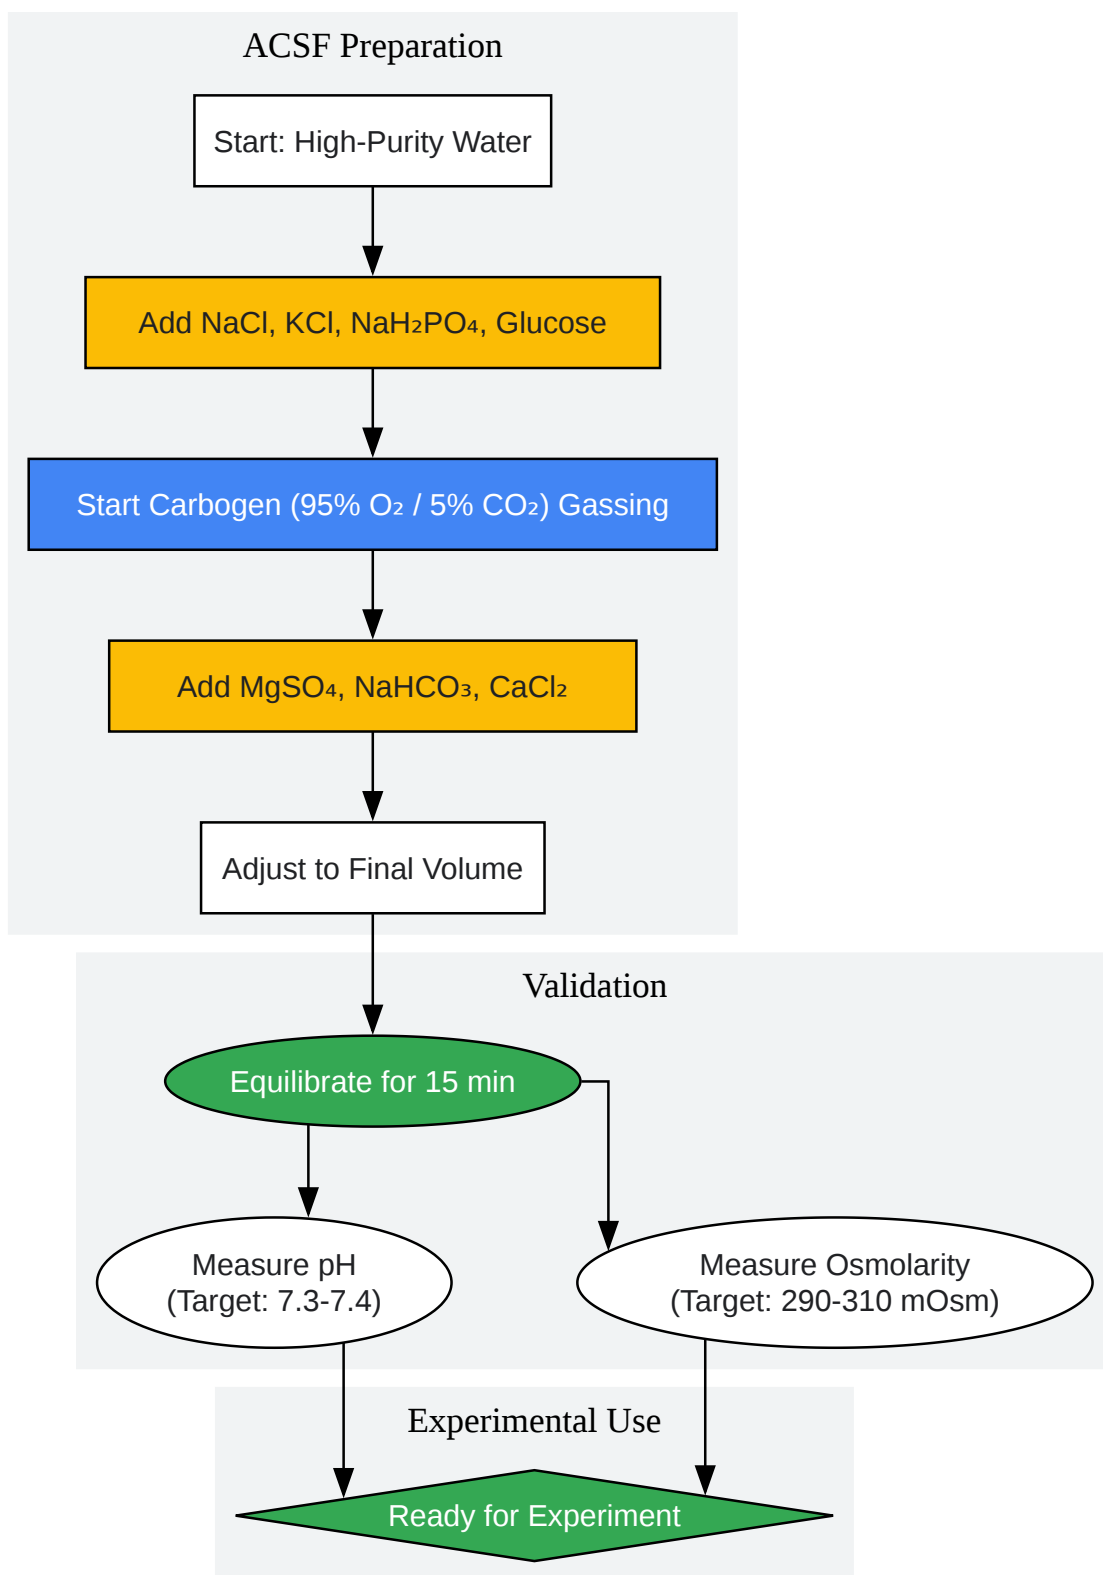 ACSF Preparation
Start: High-Purity Water
Add NaCl, KCl, NaH₂PO₄, Glucose
Start Carbogen (95% O₂ / 5% CO₂) Gassing
Add MgSO₄, NaHCO₃, CaCl₂
Adjust to Final Volume
Validation
Equilibrate for 15 min
Measure pH
(Target: 7.3-7.4)
Measure Osmolarity
(Target: 290-310 mOsm)
Experimental Use
Ready for Experiment